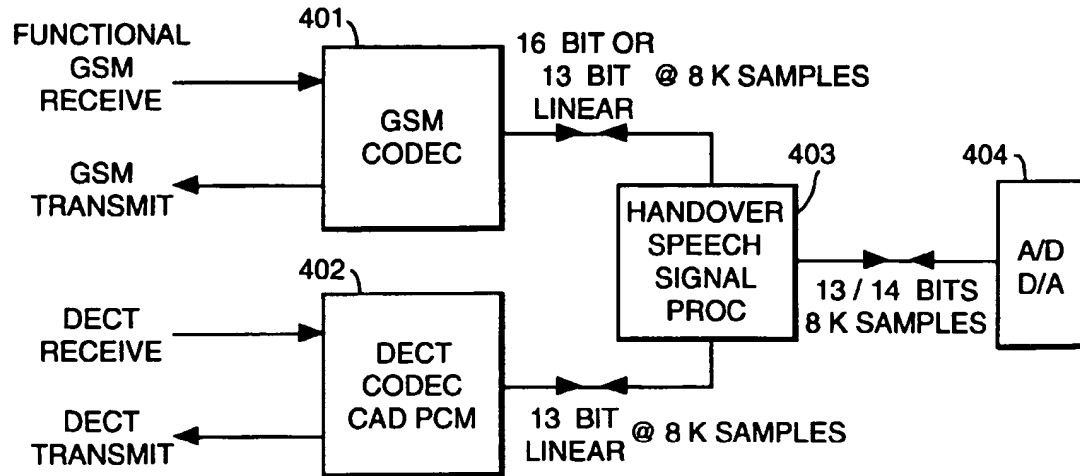 FUNCTIONAL
GSM
RECEIVE
GSM
TRANSMIT
401
GSM
CODEC
16 BIT OR
13 BIT @ 8 K SAMPLES
LINEAR
403
404
HANDOVER
SPEECH
SIGNAL
PROC
A/D
D/A
13 / 14 BITS
8 K SAMPLES
402
DECT
RECEIVE
DECT
TRANSMIT
DECT
CODEC
CAD PCM
13 BIT
LINEAR @ 8 K SAMPLES